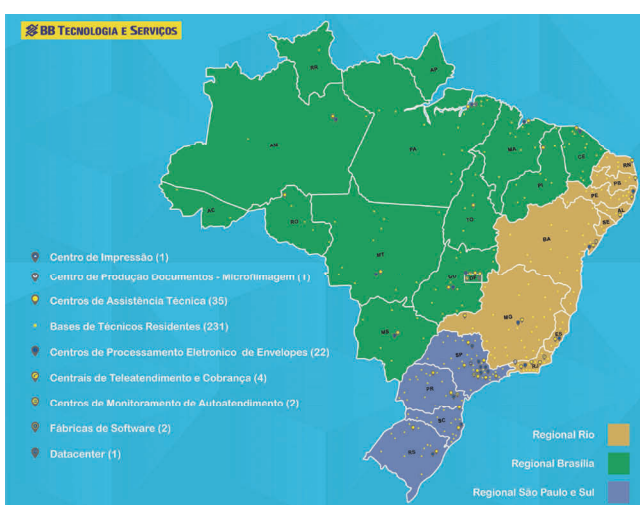 BB TECNOLOGIA E SERVIÇOS
RR
AP
AM
PA
MA
CE
RN
PB
PE
AL
SE
PI
AC
RO
TO
BA
MT
GO
DF
MG
ES
MS
SP
RJ
PR
SC
RS
Centro de Impressão (1)
Centro de Produção Documentos - Microfilmagem (1)
Centros de Assistência Técnica (35)
Bases de Técnicos Residentes (231)
Centros de Processamento Eletronico de Envelopes (22)
Centrais de Teleatendimento e Cobrança (4)
Centros de Monitoramento de Autoatendimento (2)
Fábricas de Software (2)
Datacenter (1)
Regional Rio
Regional Brasília
Regional São Paulo e Sul